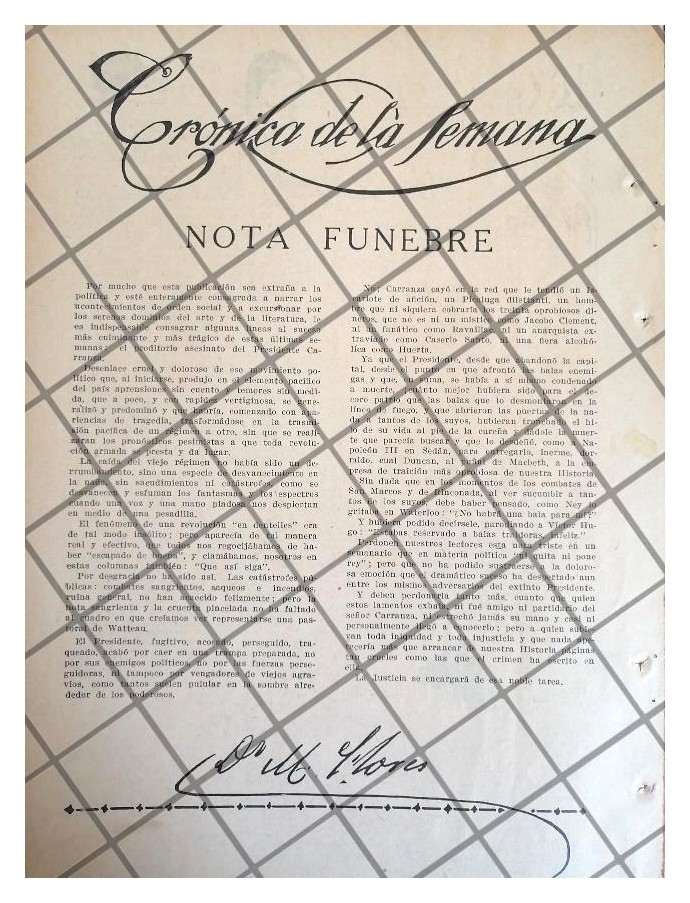 Crónica de là Semana
NOTA FUNEBRE
Por mucho que esta publicación sea extraña a la
política y esté enteramente consagrada a narrar los
acontecimientos de orden social y a excursionar por
los serenos dominios del arte y de la literatura, le
es indispensable consagrar algunas líneas al suceso
más culminante y más trágico de estas últimas se-
manas: el proditorio asesinato del Presidente Ca-
rranza.
Desenlace cruel y doloroso de ese movimiento po-
lítico que, al iniciarse, produjo en el elemento pacífico
del país aprensiones sin cuento y temores sin medi-
da, que a poco, y con rapidez vertiginosa, se gene-
ralizó y predominó y que habría, comenzando con apa-
riencias de tragedia, trasformádose en la trasmi-
sión pacífica de un régimen a otro, sin que se reali-
zaran los pronósticos pesimistas a que toda revolu-
ción armada se presta y da lugar.
La caída del viejo régimen no había sido un de-
rrumbamiento, sino una especie de desvanecimiento en
la nada, sin sacudimientos ni catástrofes, como se
desvanecen y esfuman los fantasmas y los espectros
cuando una voz y una mano piadosa nos despiertan
en medio de una pesadilla.
El fenómeno de una revolución "en dentelles" era
de tal modo insólito; pero aparecía de tal manera
real y efectivo, que todos nos regocijábamos de ha-
ber "escapado de buena", y clamábamos, nosotros en
estas columnas también: "Que así siga".
Por desgracia no ha sido así. Las catástrofes pú-
blicas: combates sangrientos, saqueos e incendios,
ruina general, no han acaecido felizmente; pero la
nota sangrienta y la cruenta pincelada no ha faltado
al cuadro en que creíamos ver representarse una pas-
toral de Watteau.
El Presidente, fugitivo, acosado, perseguido, tra-
queado, acabó por caer en una trampa preparada, no
por sus enemigos políticos, no por las fuerzas perse-
guidoras, ni tampoco por vengadores de viejos agra-
vios, como tantos suelen pulular en la sombra alre-
dedor de los poderosos.
No; Carranza cayó en la red que le tendió un Is-
cariote de afición, un Picaluga dilettanti, un hom-
bre que ni siquiera cobraría los treinta oprobiosos di-
neros, que no es ni un místico como Jacobo Clement,
ni un fanático como Ravaillac, ni un anarquista ex-
traviado como Caserio Santo, ni una fiera alcohó-
lica como Huerta.
Ya que el Presidente, desde que abandonó la capi-
tal, desde el punto en que afrontó las balas enemi-
gas y que, por ma, se había a sí mismo condenado
a muerte, ¡cuánto mejor hubiera sido para el de-
coro patrio que las balas que lo desmontaron en la
línea de fuego, y que abrieron las puertas de la na-
da a tantos de los suyos, hubieran tronchado el hi-
lo de su vida al pie de la cureña y dádole la muer-
te que parecía buscar y que lo desdeñó, como a Na-
poleón III en Sedán, para entregarlo, inerme, dor-
mido, cual Duncan, al puñal de Macbeth, a la em-
presa de traición más oprobiosa de nuestra Historia!
Sin duda que en los momentos de los combates de
San Marcos y de Rinconada, al ver sucumbir a tan-
tos de los suyos, debe haber pensado, como Ney lo
gritaba en Waterloo: "¿No habrá una bala para mí?"
Y hubiera podido decírsele, parodiando a Víctor Hu-
go: "Estabas reservado a balas traidoras, infeliz."
Perdonen nuestros lectores esta nota triste en un
semanario que en materia política "ni quita ni pone
rey"; pero que no ha podido sustraerse a la doloro-
sa emoción que el dramático suceso ha despertado aun
entre los mismos adversarios del extinto Presidente.
Y deben perdonarla tanto más, cuanto que quien
estos lamentos exhala, ni fué amigo ni partidario del
señor Carranza, ni estrechó jamás su mano y casi ni
personalmente llegó a conocerlo; pero a quien suble-
van toda iniquidad y toda injusticia y que nada ape-
tecería más que arrancar de nuestra Historia páginas
tan crueles como las que el crimen ha escrito en
ella.
La Justicia se encargará de esa noble tarea.
Dr. M. Flores